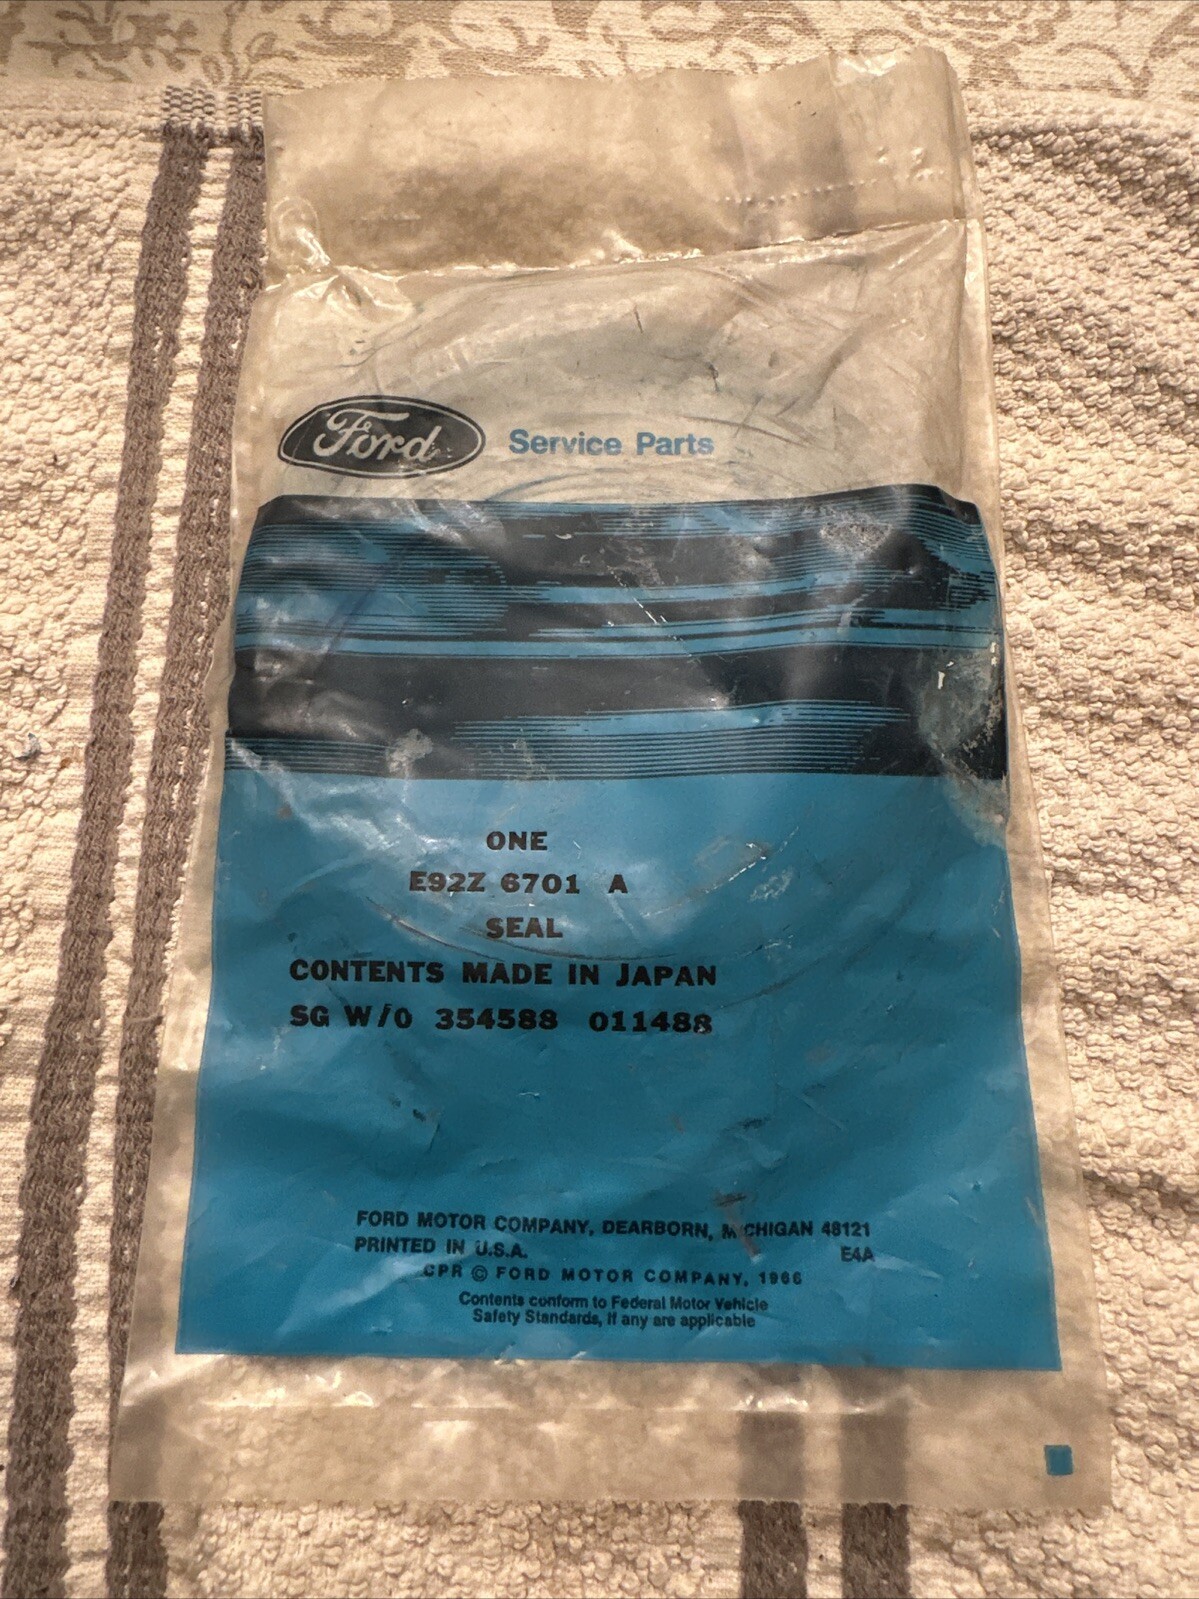 Ford Service Parts
ONE
E92Z 6701 A
SEAL
CONTENTS MADE IN JAPAN
SG W/O 354588 011488
FORD MOTOR COMPANY, DEARBORN, MICHIGAN 48121
PRINTED IN U.S.A. E4A
CPR © FORD MOTOR COMPANY, 1966
Contents conform to Federal Motor Vehicle
Safety Standards, if any are applicable